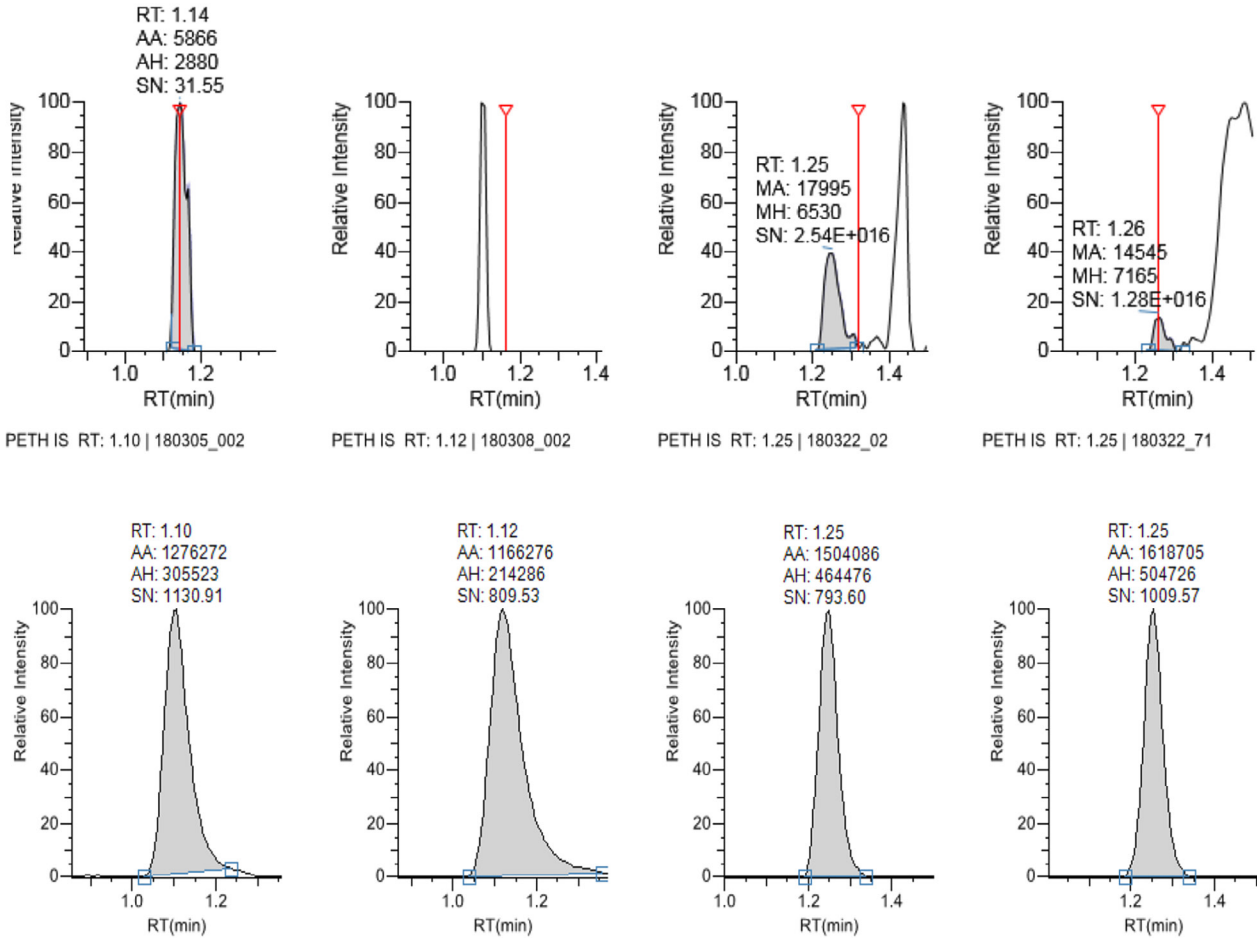 RT: 1.14
AA: 5866
AH: 2880
SN: 31.55
Relative Intensity
100
80
60
40
20
0
1.0 1.2
RT(min)
Relative Intensity
100
80
60
40
20
0
1.0 1.2 1.4
RT(min)
RT: 1.25
MA: 17995
MH: 6530
SN: 2.54E+016
Relative Intensity
100
80
60
40
20
0
1.0 1.2 1.4
RT(min)
RT: 1.26
MA: 14545
MH: 7165
SN: 1.28E+016
Relative Intensity
100
80
60
40
20
0
1.2 1.4
RT(min)
PETH IS RT: 1.10 | 180305_002
PETH IS RT: 1.12 | 180308_002
PETH IS RT: 1.25 | 180322_02
PETH IS RT: 1.25 | 180322_71
RT: 1.10
AA: 1276272
AH: 305523
SN: 1130.91
Relative Intensity
100
80
60
40
20
0
1.0 1.2
RT(min)
RT: 1.12
AA: 1166276
AH: 214286
SN: 809.53
Relative Intensity
100
80
60
40
20
0
1.0 1.2
RT(min)
RT: 1.25
AA: 1504086
AH: 464476
SN: 793.60
Relative Intensity
100
80
60
40
20
0
1.0 1.2 1.4
RT(min)
RT: 1.25
AA: 1618705
AH: 504726
SN: 1009.57
Relative Intensity
100
80
60
40
20
0
1.2 1.4
RT(min)